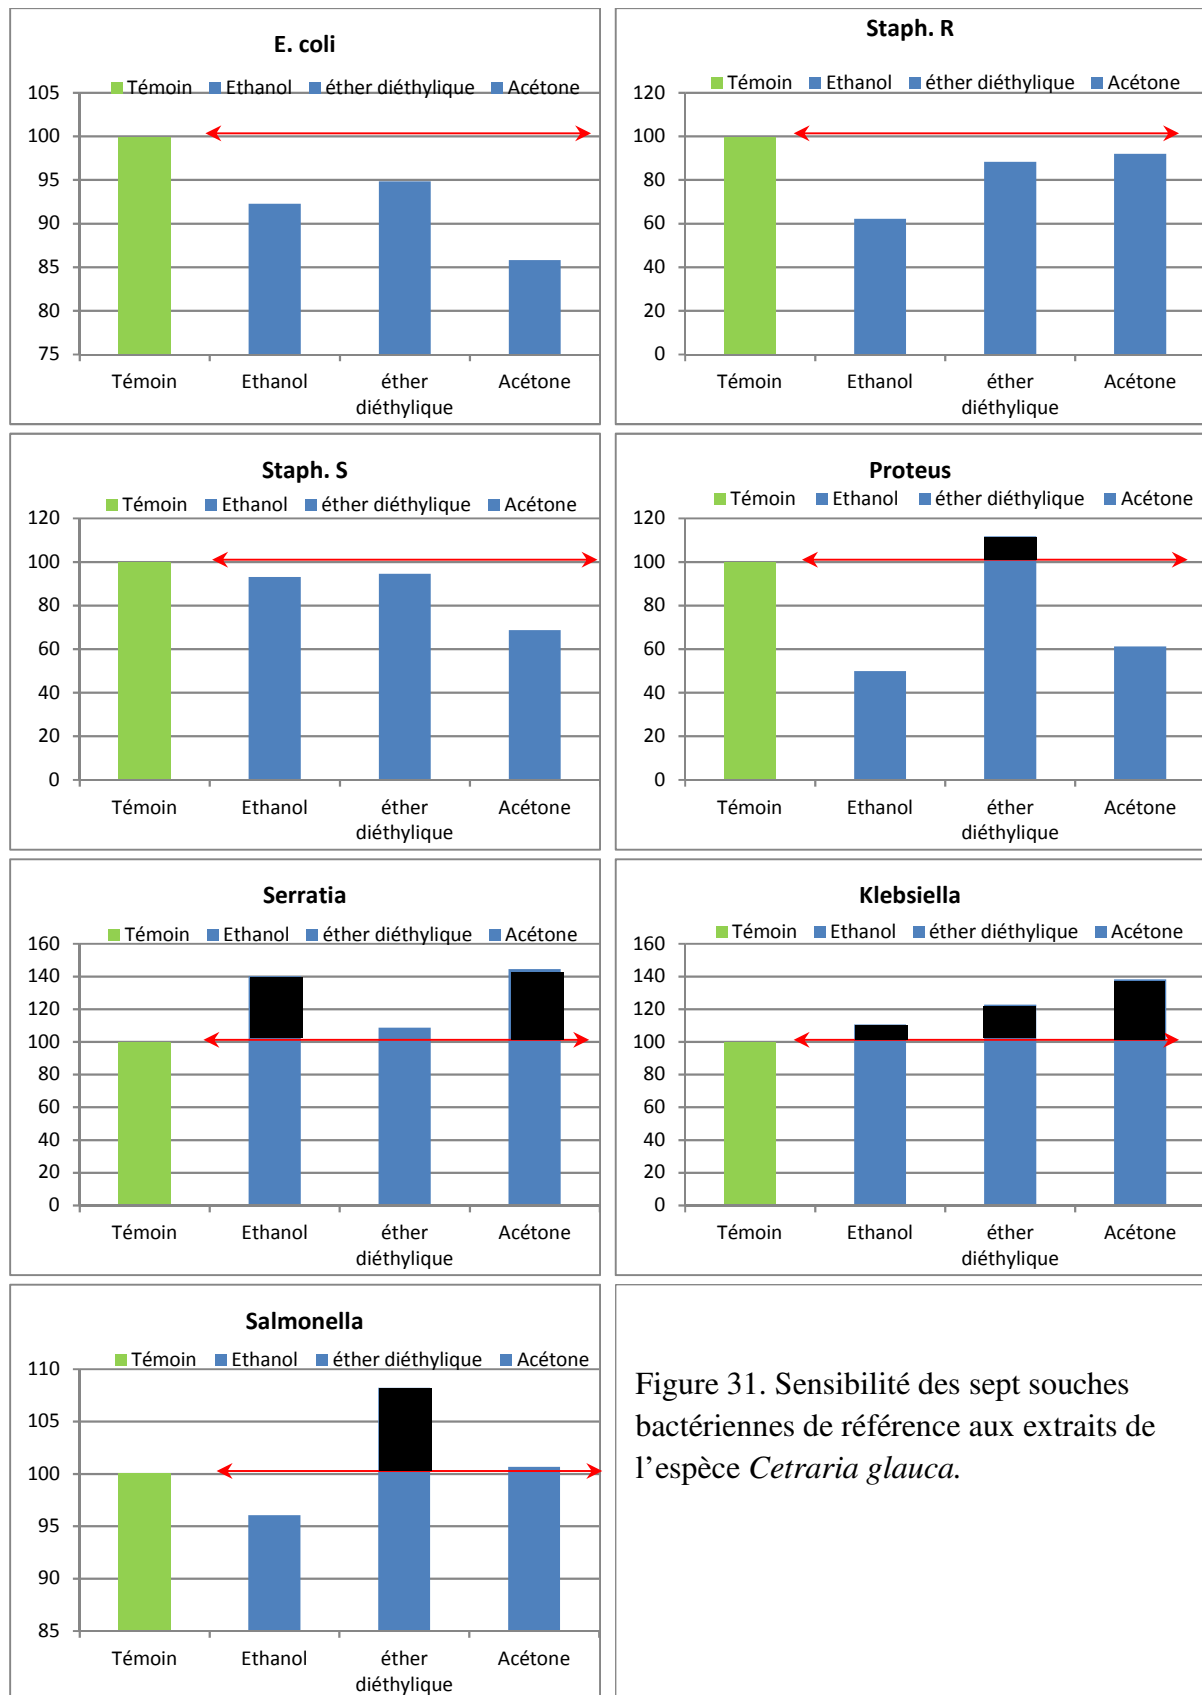 E. coli
Témoin Ethanol éther diéthylique Acétone
105
100
95
90
85
80
75
Témoin Ethanol éther Acétone
diéthylique
Staph. R
Témoin Ethanol éther diéthylique Acétone
120
100
80
60
40
20
0
Témoin Ethanol éther Acétone
diéthylique
Staph. S
Témoin Ethanol éther diéthylique Acétone
120
100
80
60
40
20
0
Témoin Ethanol éther Acétone
diéthylique
Proteus
Témoin Ethanol éther diéthylique Acétone
120
100
80
60
40
20
0
Témoin Ethanol éther Acétone
diéthylique
Serratia
Témoin Ethanol éther diéthylique Acétone
160
140
120
100
80
60
40
20
0
Témoin Ethanol éther Acétone
diéthylique
Klebsiella
Témoin Ethanol éther diéthylique Acétone
160
140
120
100
80
60
40
20
0
Témoin Ethanol éther Acétone
diéthylique
Salmonella
Témoin Ethanol éther diéthylique Acétone
110
105
100
95
90
85
Témoin Ethanol éther Acétone
diéthylique
Figure 31. Sensibilité des sept souches
bactériennes de référence aux extraits de
l’espèce Cetraria glauca.